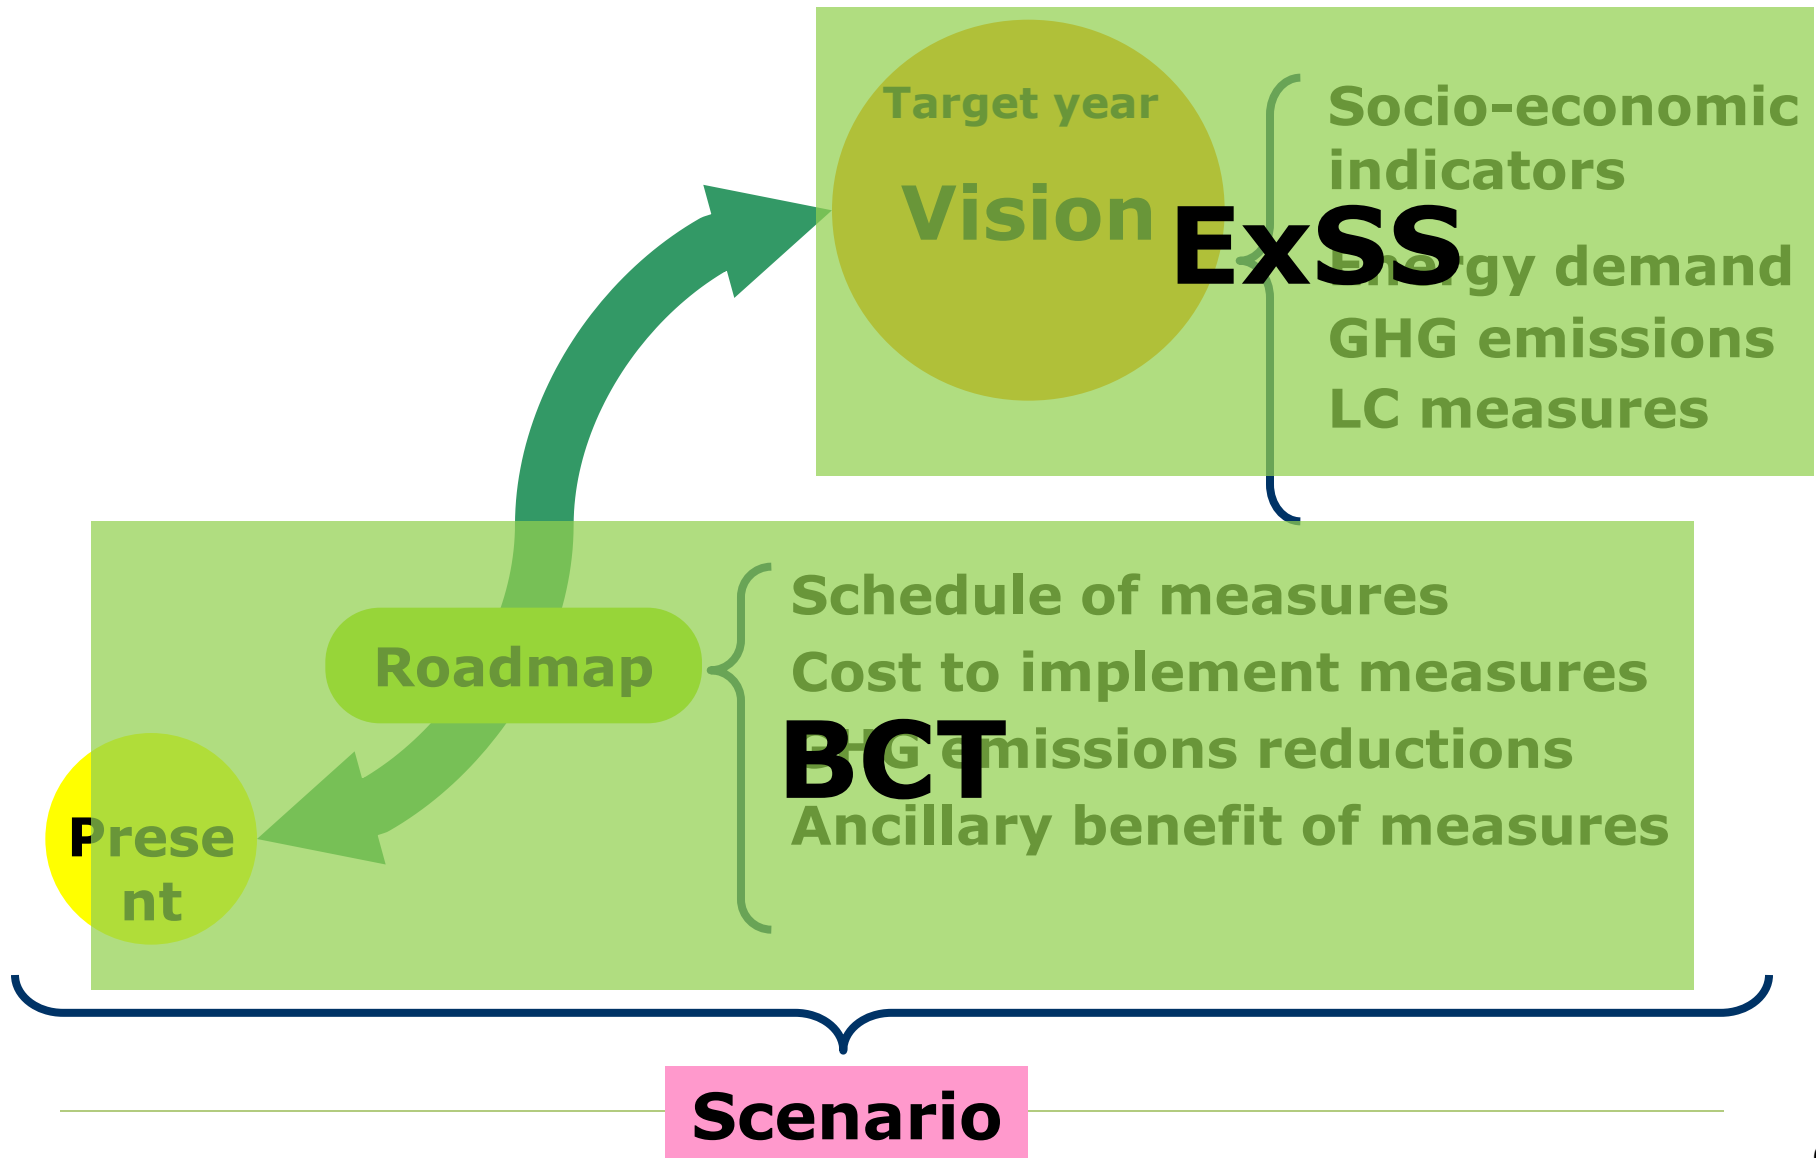 Target year
Vision
Socio-economic
indicators
ExSS
Energy demand
GHG emissions
LC measures
Schedule of measures
Roadmap
Cost to implement measures
BCT
GHG emissions reductions
Ancillary benefit of measures
Prese
nt
Scenario